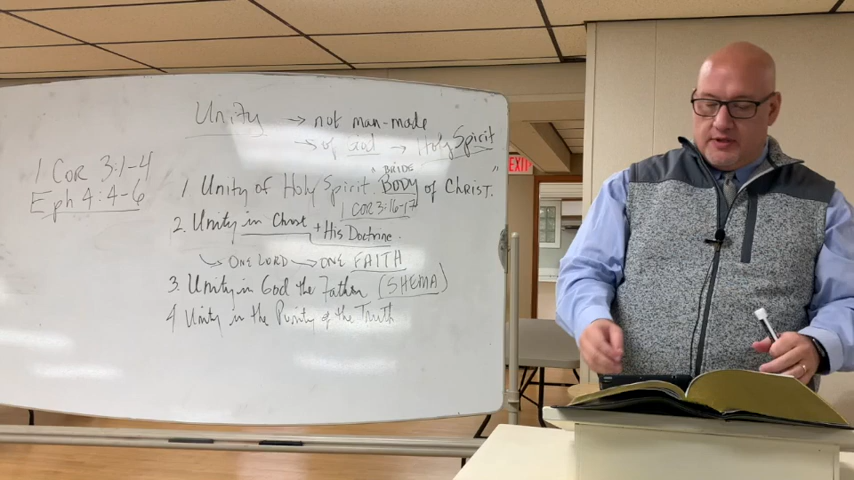 Unity → not man-made
→ of God → Holy Spirit
1 COR 3:1-4
Eph 4:4-6
BRIDE
1 Unity of Holy Spirit "BODY of CHRIST."
1 COR 3:16-17
2. Unity in Christ + His Doctrine.
→ ONE LORD → ONE FAITH
3. Unity in God the Father (SHEMA)
4 Unity in the Purity of the Truth
EXIT